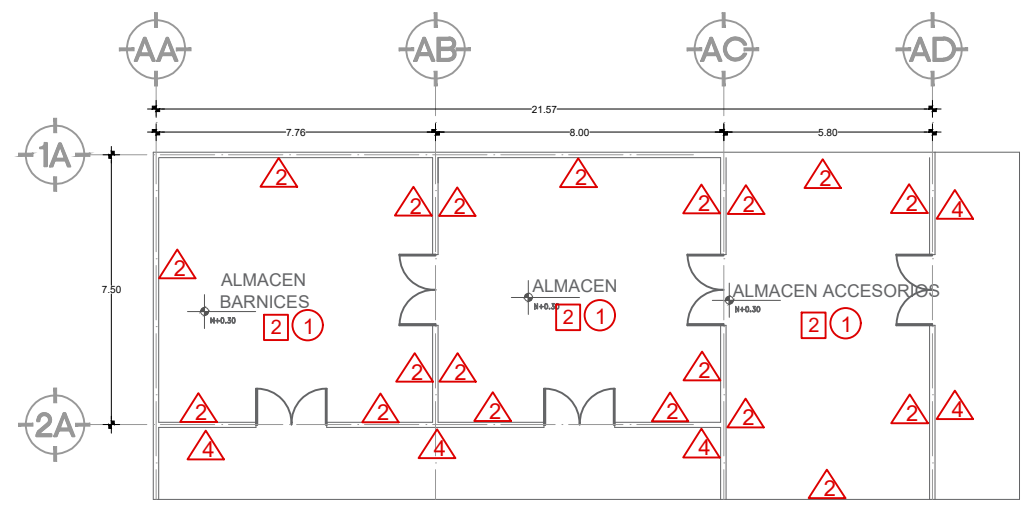 AA AB AC AD
21.57
7.76 8.00 5.80
1A
2 2 2
2 2 2 2 2 4
2
7.50
ALMACEN
BARNICES
N+0.30
2 1
ALMACEN
N+0.30
2 1
ALMACEN ACCESORIOS
N+0.30
2 1
2 2 2
2 2 2 2 2 2 4
2A
4 4 4
2